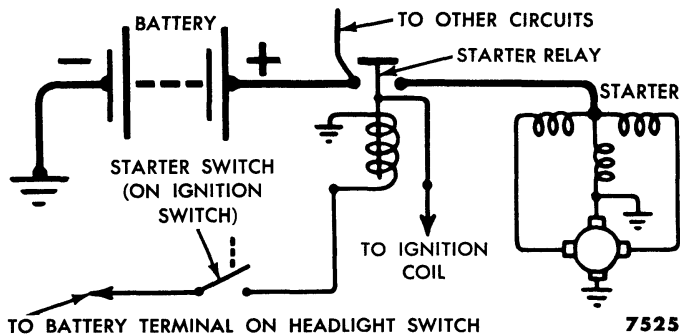 TO OTHER CIRCUITS
BATTERY
STARTER RELAY
− +
STARTER
STARTER SWITCH
(ON IGNITION
SWITCH)
TO IGNITION
COIL
TO BATTERY TERMINAL ON HEADLIGHT SWITCH
7525